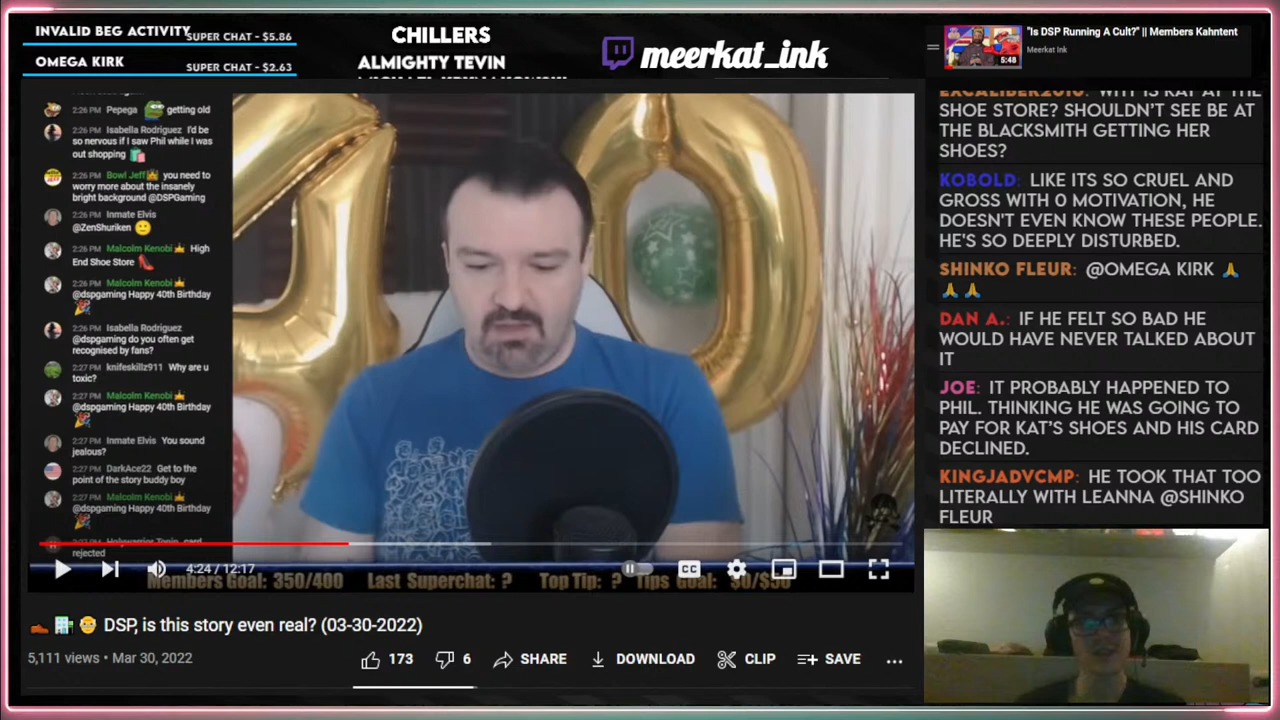 INVALID BEG ACTIVITY SUPER CHAT - $5.86
OMEGA KIRK SUPER CHAT - $2.63
CHILLERS
ALMIGHTY TEVIN
meerkat_ink
"Is DSP Running A Cult?" || Members Kahntent
Meerkat Ink
5:48
2:26 PM Pepega getting old
2:26 PM Isabella Rodriguez I'd be
so nervous if I saw Phil while I was
out shopping
2:26 PM Bowl Jeff you need to
worry more about the insanely
bright background @DSPGaming
2:26 PM Inmate Elvis
@ZenShuriken
2:26 PM Malcolm Kenobi High
End Shoe Store
2:26 PM Malcolm Kenobi
@dspgaming Happy 40th Birthday
2:26 PM Isabella Rodriguez
@dspgaming do you often get
recognised by fans?
2:27 PM knifeskillz911 Why are u
toxic?
2:27 PM Malcolm Kenobi
@dspgaming Happy 40th Birthday
2:27 PM Inmate Elvis You sound
jealous?
2:27 PM DarkAce22 Get to the
point of the story buddy boy
2:27 PM Malcolm Kenobi
@dspgaming Happy 40th Birthday
rejected
40
4:24 / 12:17
CC
Members Goal: 350/400 Last Superchat: ? Top Tip: ? Tips Goal: $0/$50
DSP, is this story even real? (03-30-2022)
5,111 views • Mar 30, 2022
173 6 SHARE DOWNLOAD CLIP SAVE
EXCALIBER2010: WHY IS KAT AT THE
SHOE STORE? SHOULDN'T SEE BE AT
THE BLACKSMITH GETTING HER
SHOES?
KOBOLD: LIKE ITS SO CRUEL AND
GROSS WITH 0 MOTIVATION, HE
DOESN'T EVEN KNOW THESE PEOPLE.
HE'S SO DEEPLY DISTURBED.
SHINKO FLEUR: @OMEGA KIRK
DAN A.: IF HE FELT SO BAD HE
WOULD HAVE NEVER TALKED ABOUT
IT
JOE: IT PROBABLY HAPPENED TO
PHIL. THINKING HE WAS GOING TO
PAY FOR KAT'S SHOES AND HIS CARD
DECLINED.
KINGJADVCMP: HE TOOK THAT TOO
LITERALLY WITH LEANNA @SHINKO
FLEUR